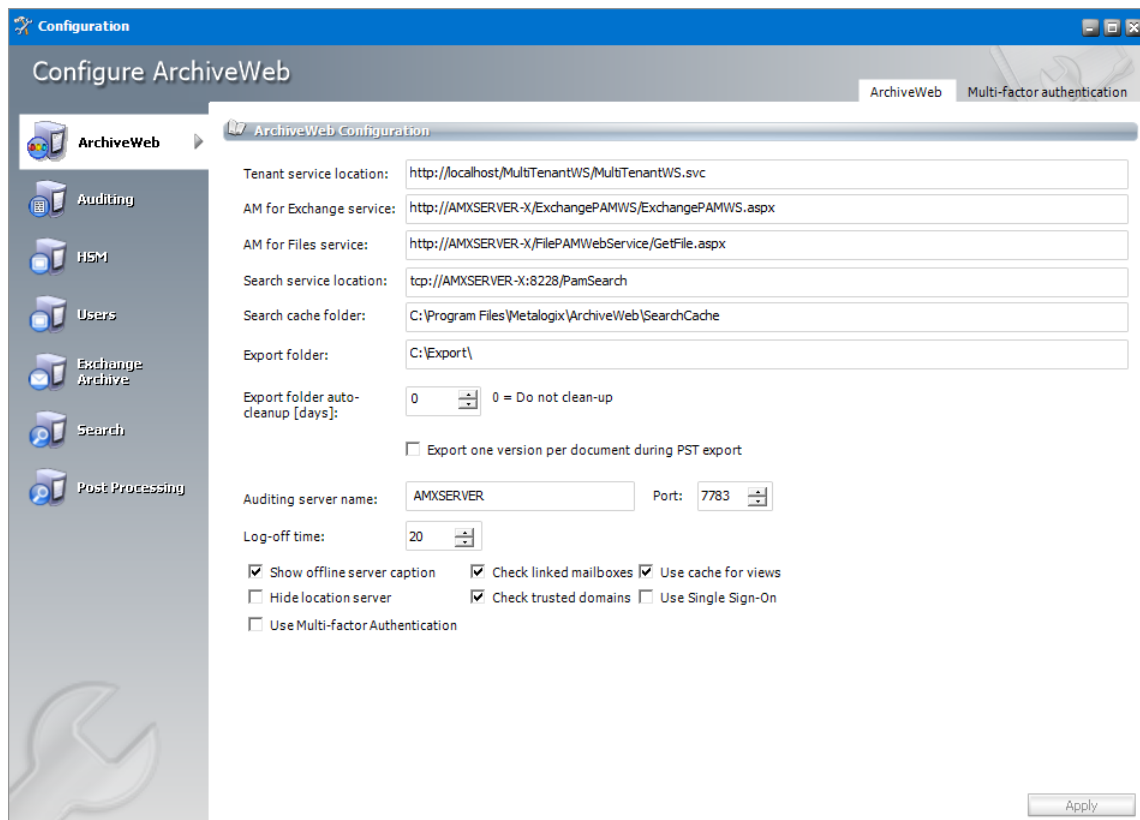 Configuration
Configure ArchiveWeb
ArchiveWeb
Multi-factor authentication
ArchiveWeb
Auditing
HSM
Users
Exchange
Archive
Search
Post Processing
ArchiveWeb Configuration
Tenant service location: http://localhost/MultiTenantWS/MultiTenantWS.svc
AM for Exchange service: http://AMXSERVER-X/ExchangePAMWS/ExchangePAMWS.aspx
AM for Files service: http://AMXSERVER-X/FilePAMWebService/GetFile.aspx
Search service location: tcp://AMXSERVER-X:8228/PamSearch
Search cache folder: C:\Program Files\Metalogix\ArchiveWeb\SearchCache
Export folder: C:\Export\
Export folder auto-
cleanup [days]: 0 0 = Do not clean-up
Export one version per document during PST export
Auditing server name: AMXSERVER Port: 7783
Log-off time: 20
Show offline server caption Check linked mailboxes Use cache for views
Hide location server Check trusted domains Use Single Sign-On
Use Multi-factor Authentication
Apply